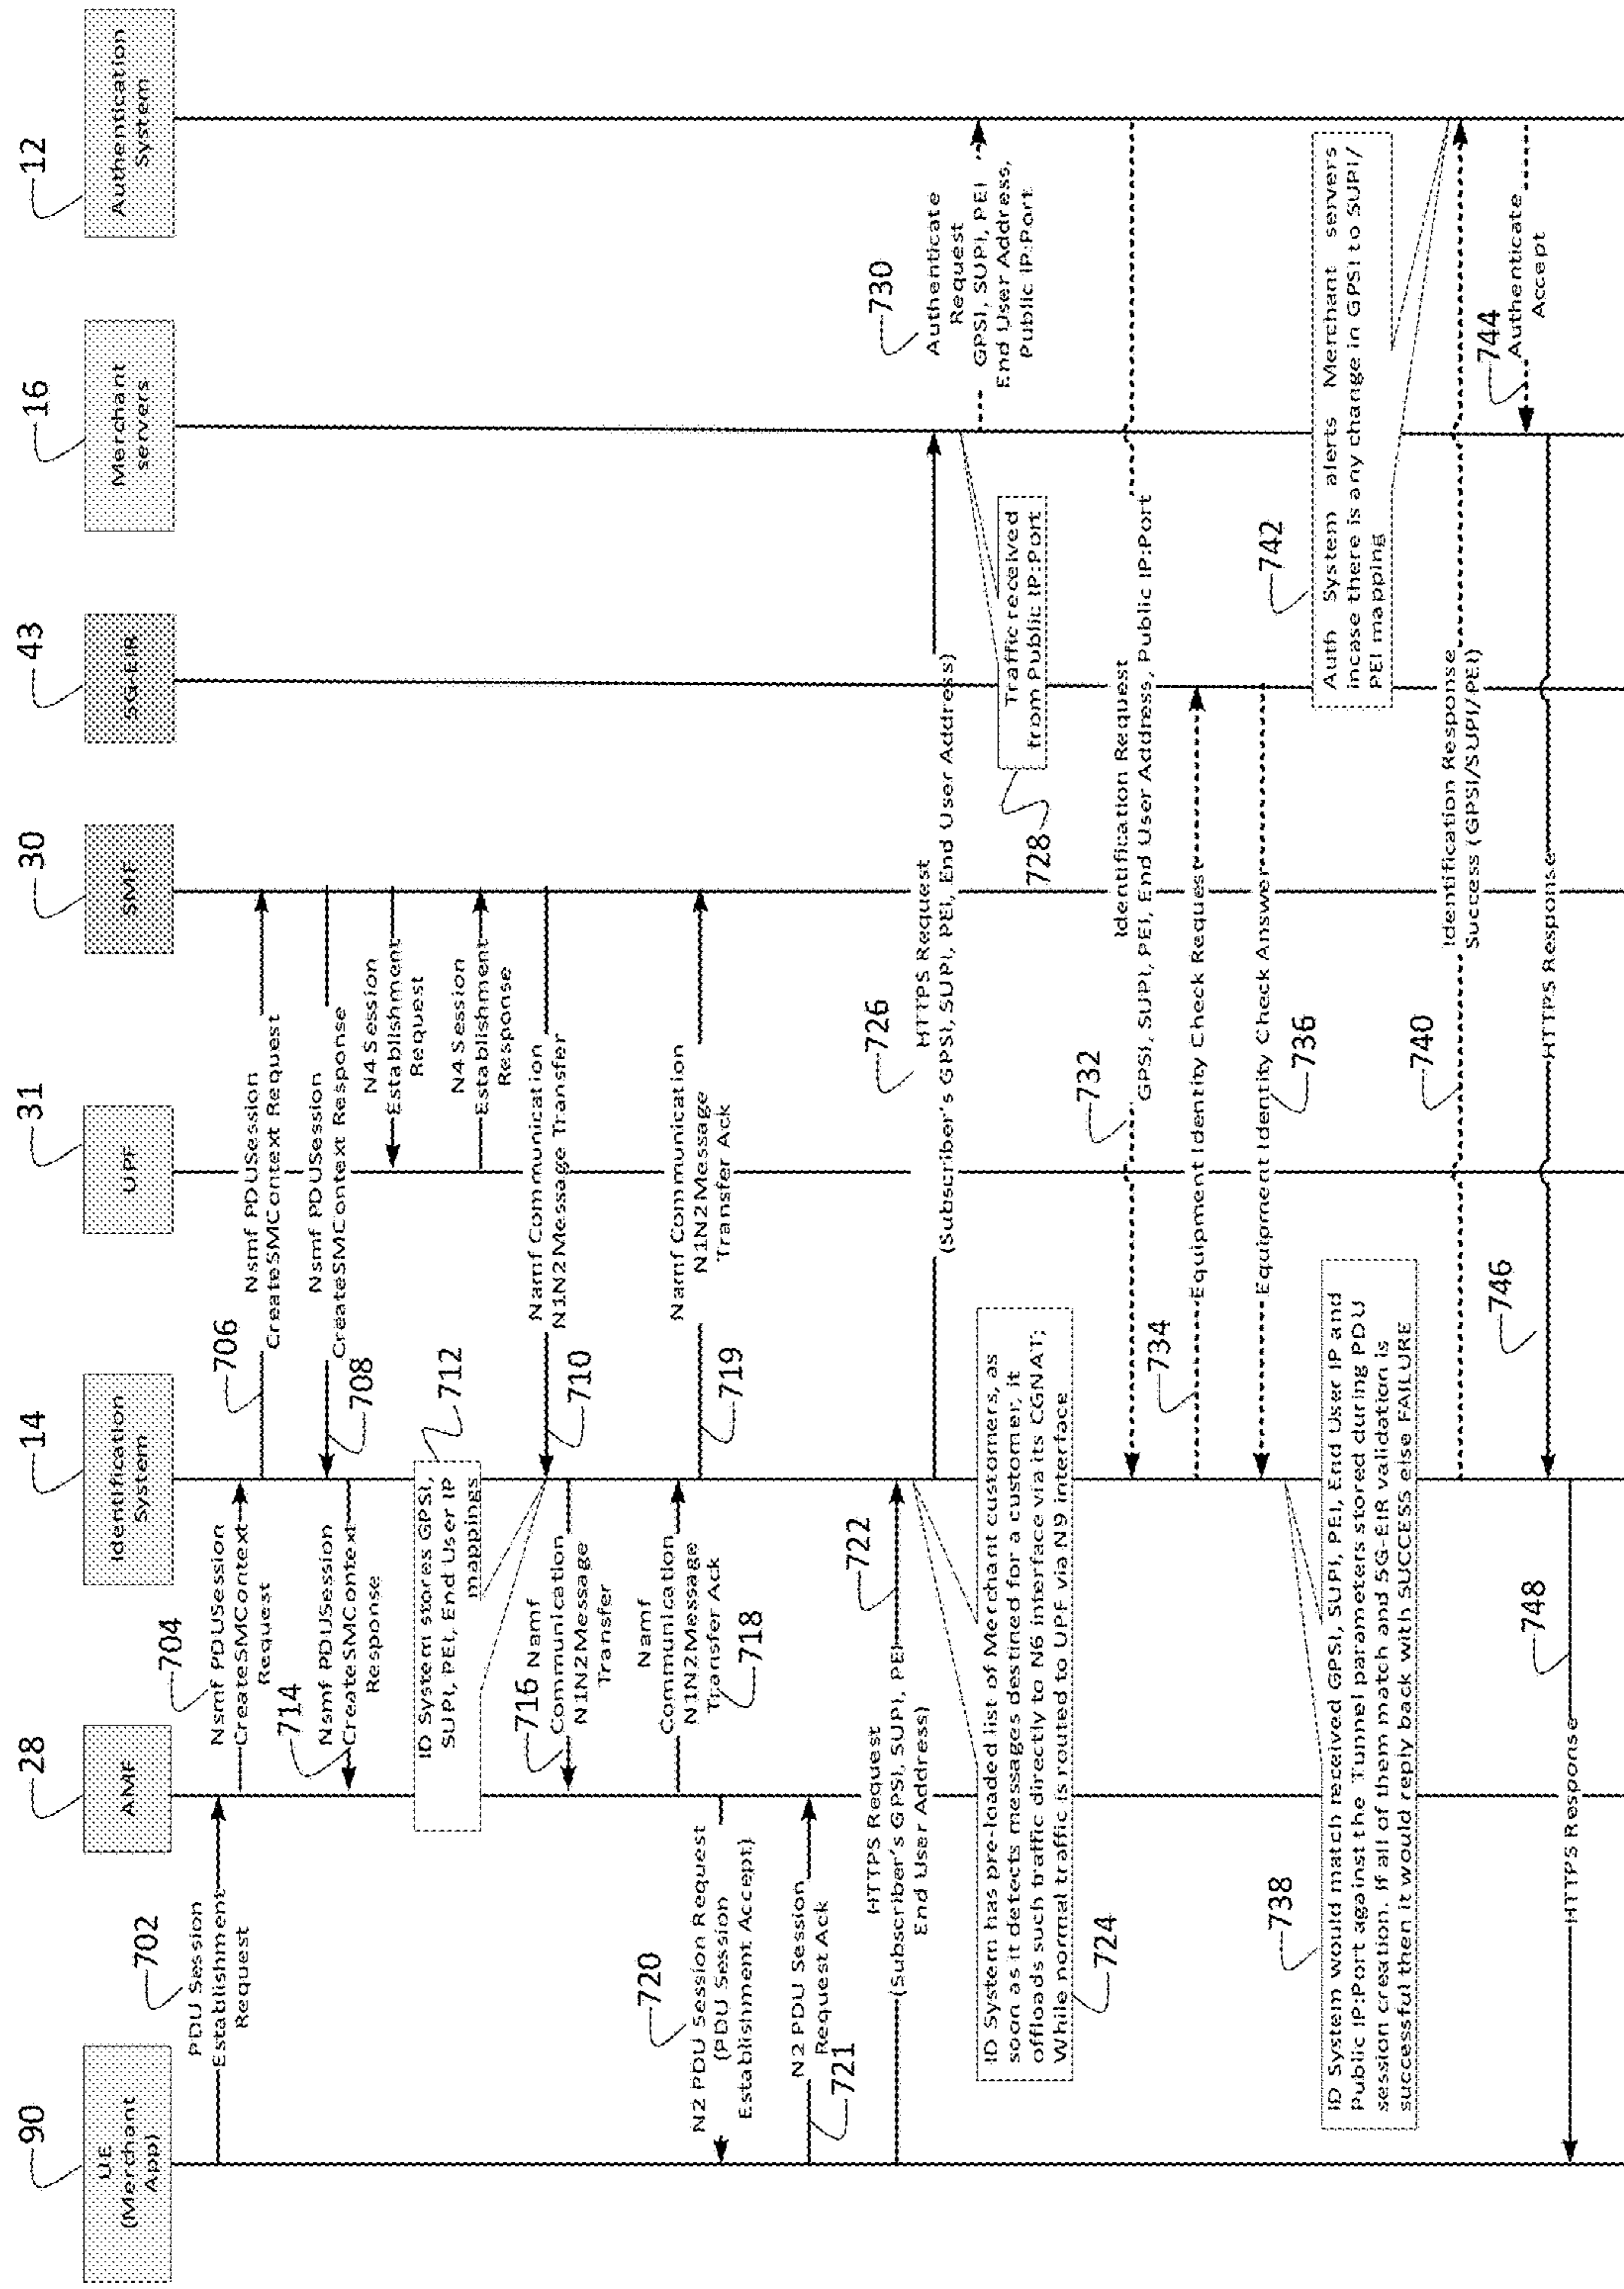 90
28
14
31
30
43
16
12
UE
(Merchant
App)
AMF
Identification
System
UPF
SMF
5G-EIR
Merchant
servers
Authentication
System
702
PDU Session
Establishment
Request
704
Nsmf PDUSession
CreateSMContext
Request
706
Nsmf PDUSession
CreateSMContext Request
Nsmf PDUSession
CreateSMContext Response
708
714
Nsmf PDUSession
CreateSMContext
Response
N4 Session
Establishment
Request
N4 Session
Establishment
Response
712
ID System stores GPSI,
SUPI, PEI, End User IP
mappings
Namf Communication
N1N2Message Transfer
710
716
Namf
Communication
N1N2Message
Transfer
Namf
Communication
N1N2Message
Transfer Ack
718
Namf Communication
N1N2Message
Transfer Ack
719
720
N2 PDU Session Request
(PDU Session
Establishment Accept)
N2 PDU Session
Request Ack
721
722
HTTPS Request
(Subscriber's GPSI, SUPI, PEI
End User Address)
726
HTTPS Request
(Subscriber's GPSI, SUPI, PEI, End User Address)
ID System has pre-loaded list of Merchant customers, as
soon as it detects messages destined for a customer, it
offloads such traffic directly to N6 interface via its CGNAT;
While normal traffic is routed to UPF via N9 interface
724
Traffic received
from Public IP:Port
728
730
Authenticate
Request
GPSI, SUPI, PEI
End User Address,
Public IP:Port
Identification Request
GPSI, SUPI, PEI, End User Address, Public IP:Port
732
734
Equipment Identity Check Request
Equipment Identity Check Answer
736
738
ID System would match received GPSI, SUPI, PEI, End User IP and
Public IP:Port against the Tunnel parameters stored during PDU
session creation. If all of them match and 5G-EIR validation is
successful then it would reply back with SUCCESS else FAILURE
742
Auth System alerts Merchant servers
incase there is any change in GPSI to SUPI/
PEI mapping
740
Identification Response
Success (GPSI/SUPI/PEI)
744
Authenticate
Accept
746
HTTPS Response
748
HTTPS Response